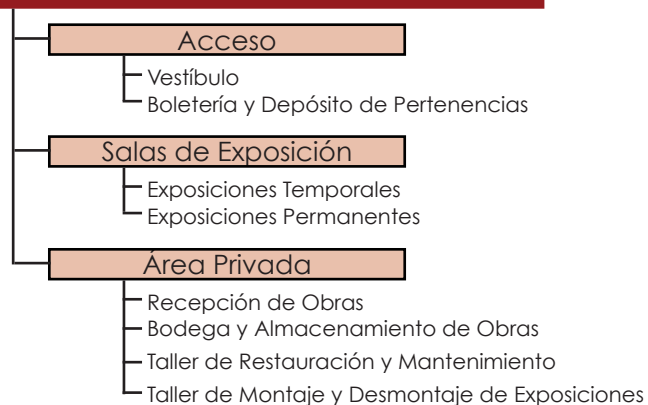 Acceso
Vestíbulo
Boletería y Depósito de Pertenencias
Salas de Exposición
Exposiciones Temporales
Exposiciones Permanentes
Área Privada
Recepción de Obras
Bodega y Almacenamiento de Obras
Taller de Restauración y Mantenimiento
Taller de Montaje y Desmontaje de Exposiciones